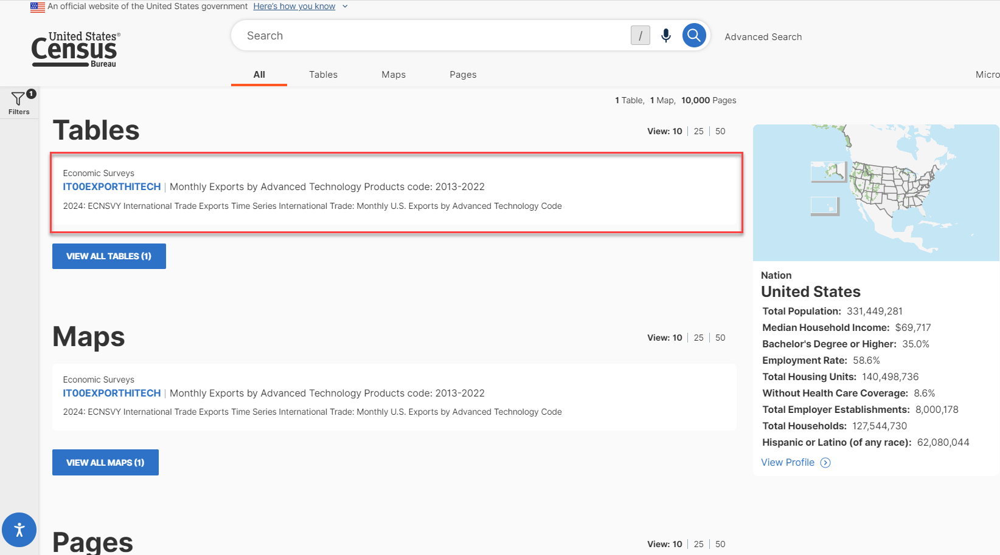 An official website of the United States government Here's how you know
United States®
Census
Bureau
Search
/
Advanced Search
All
Tables
Maps
Pages
Micro
1
Filters
1 Table, 1 Map, 10,000 Pages
Tables
View: 10 | 25 | 50
Economic Surveys
IT00EXPORTHITECH | Monthly Exports by Advanced Technology Products code: 2013-2022
2024: ECNSVY International Trade Exports Time Series International Trade: Monthly U.S. Exports by Advanced Technology Code
VIEW ALL TABLES (1)
Maps
View: 10 | 25 | 50
Economic Surveys
IT00EXPORTHITECH | Monthly Exports by Advanced Technology Products code: 2013-2022
2024: ECNSVY International Trade Exports Time Series International Trade: Monthly U.S. Exports by Advanced Technology Code
VIEW ALL MAPS (1)
Pages
View: 10 | 25 | 50
Nation
United States
Total Population: 331,449,281
Median Household Income: $69,717
Bachelor's Degree or Higher: 35.0%
Employment Rate: 58.6%
Total Housing Units: 140,498,736
Without Health Care Coverage: 8.6%
Total Employer Establishments: 8,000,178
Total Households: 127,544,730
Hispanic or Latino (of any race): 62,080,044
View Profile